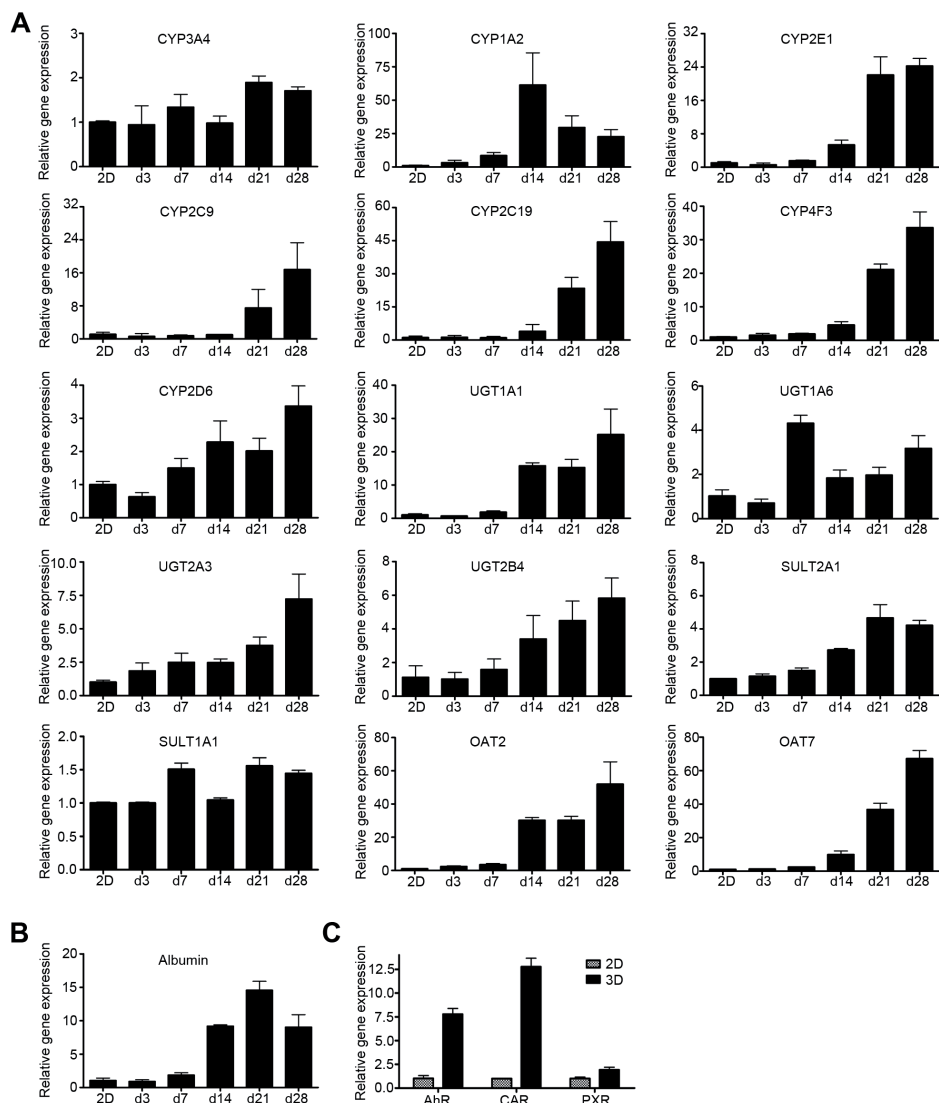 A
CYP3A4
Relative gene expression
3
2
1
0
2D d3 d7 d14 d21 d28
CYP1A2
Relative gene expression
100
75
50
25
0
2D d3 d7 d14 d21 d28
CYP2E1
Relative gene expression
32
24
16
8
0
2D d3 d7 d14 d21 d28
CYP2C9
Relative gene expression
32
24
16
8
0
2D d3 d7 d14 d21 d28
CYP2C19
Relative gene expression
60
45
30
15
0
2D d3 d7 d14 d21 d28
CYP4F3
Relative gene expression
40
30
20
10
0
2D d3 d7 d14 d21 d28
CYP2D6
Relative gene expression
4
3
2
1
0
2D d3 d7 d14 d21 d28
UGT1A1
Relative gene expression
40
30
20
10
0
2D d3 d7 d14 d21 d28
UGT1A6
Relative gene expression
6
4
2
0
2D d3 d7 d14 d21 d28
UGT2A3
Relative gene expression
10.0
7.5
5.0
2.5
0.0
2D d3 d7 d14 d21 d28
UGT2B4
Relative gene expression
8
6
4
2
0
2D d3 d7 d14 d21 d28
SULT2A1
Relative gene expression
8
6
4
2
0
2D d3 d7 d14 d21 d28
SULT1A1
Relative gene expression
2.0
1.5
1.0
0.5
0.0
2D d3 d7 d14 d21 d28
OAT2
Relative gene expression
80
60
40
20
0
2D d3 d7 d14 d21 d28
OAT7
Relative gene expression
80
60
40
20
0
2D d3 d7 d14 d21 d28
B
Albumin
Relative gene expression
20
15
10
5
0
2D d3 d7 d14 d21 d28
C
Relative gene expression
12.5
10.0
7.5
5.0
2.5
0.0
2D
3D
AhR CAR PXR